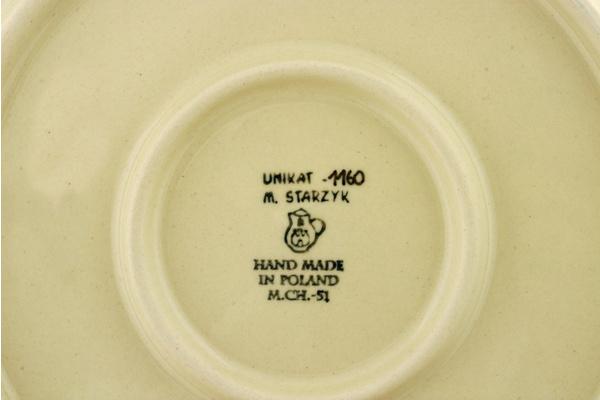 UNIKAT -1160
M. STARZYK
HAND MADE
IN POLAND
M.CH.-51